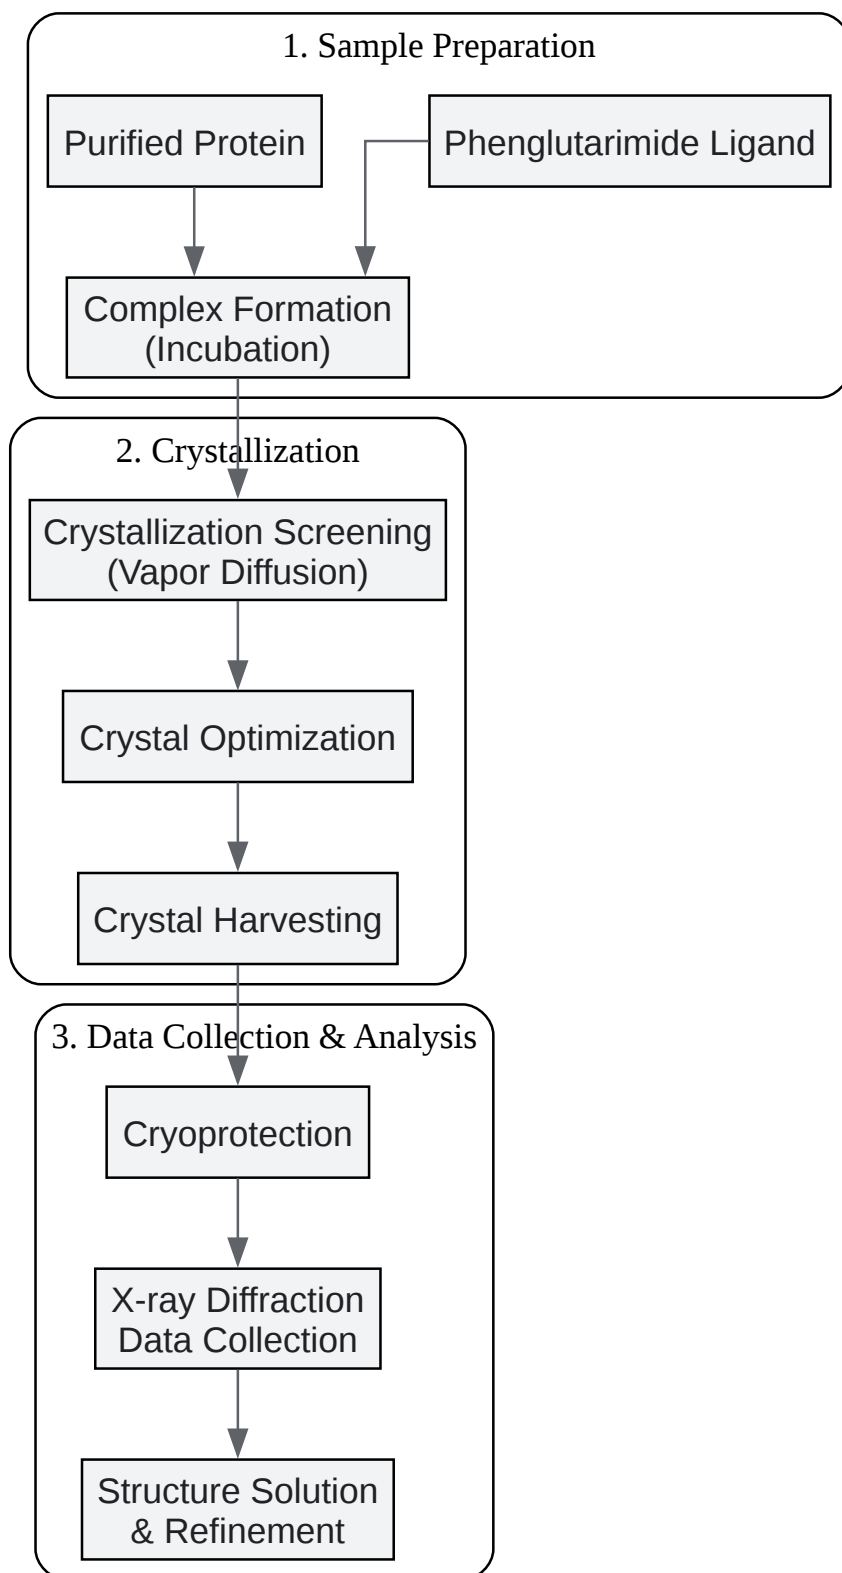 1. Sample Preparation
Purified Protein
Phenglutarimide Ligand
Complex Formation
(Incubation)
2. Crystallization
Crystallization Screening
(Vapor Diffusion)
Crystal Optimization
Crystal Harvesting
3. Data Collection & Analysis
Cryoprotection
X-ray Diffraction
Data Collection
Structure Solution
& Refinement